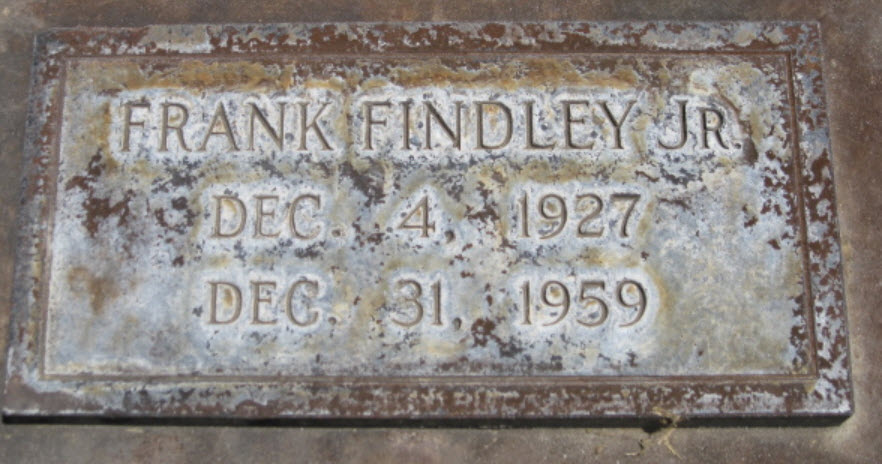 FRANK FINDLEY JR.
DEC. 4, 1927
DEC. 31, 1959